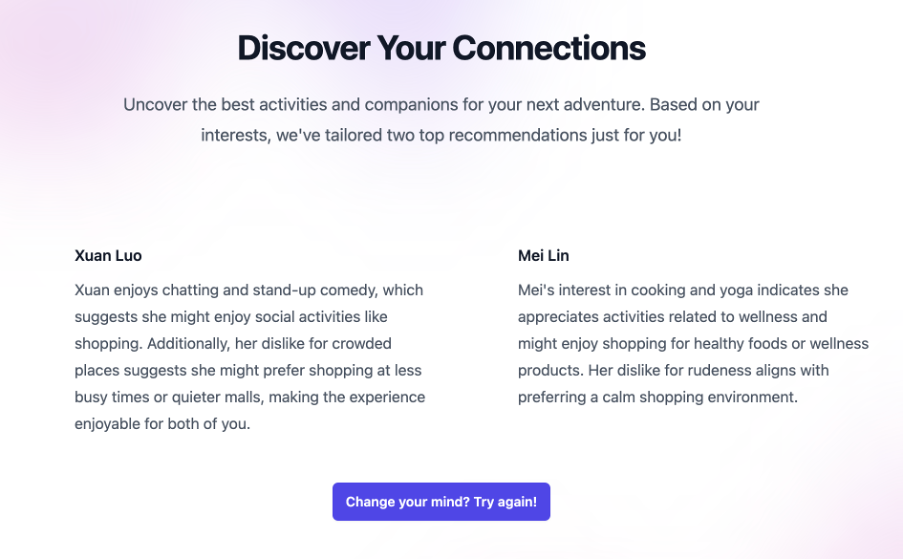 Discover Your Connections
Uncover the best activities and companions for your next adventure. Based on your
interests, we've tailored two top recommendations just for you!
Xuan Luo
Xuan enjoys chatting and stand-up comedy, which
suggests she might enjoy social activities like
shopping. Additionally, her dislike for crowded
places suggests she might prefer shopping at less
busy times or quieter malls, making the experience
enjoyable for both of you.
Mei Lin
Mei's interest in cooking and yoga indicates she
appreciates activities related to wellness and
might enjoy shopping for healthy foods or wellness
products. Her dislike for rudeness aligns with
preferring a calm shopping environment.
Change your mind? Try again!